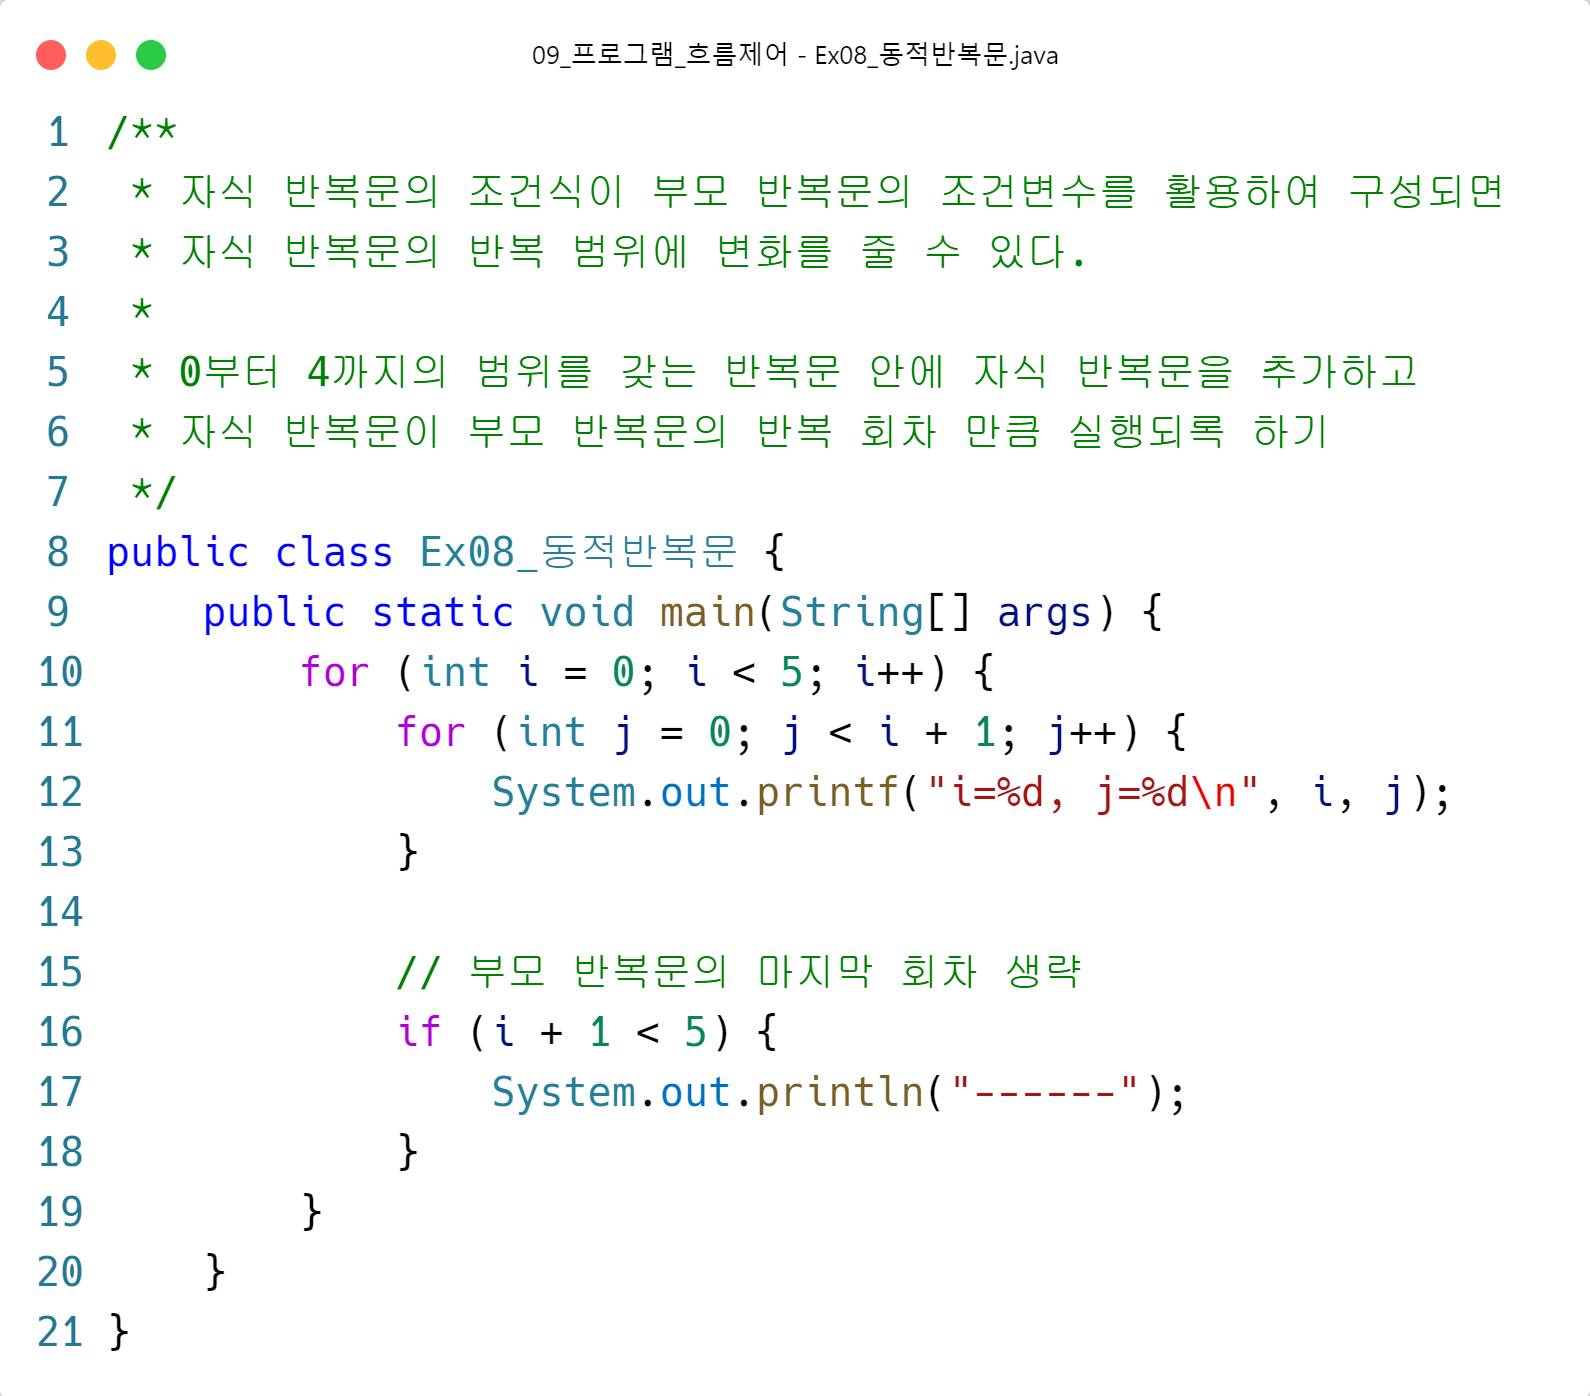 09_프로그램_흐름제어 - Ex08_동적반복문.java
1 /**
2  * 자식 반복문의 조건식이 부모 반복문의 조건변수를 활용하여 구성되면
3  * 자식 반복문의 반복 범위에 변화를 줄 수 있다.
4  *
5  * 0부터 4까지의 범위를 갖는 반복문 안에 자식 반복문을 추가하고
6  * 자식 반복문이 부모 반복문의 반복 회차 만큼 실행되록 하기
7  */
8 public class Ex08_동적반복문 {
9     public static void main(String[] args) {
10         for (int i = 0; i < 5; i++) {
11             for (int j = 0; j < i + 1; j++) {
12                 System.out.printf("i=%d, j=%d\n", i, j);
13             }
14
15             // 부모 반복문의 마지막 회차 생략
16             if (i + 1 < 5) {
17                 System.out.println("------");
18             }
19         }
20     }
21 }